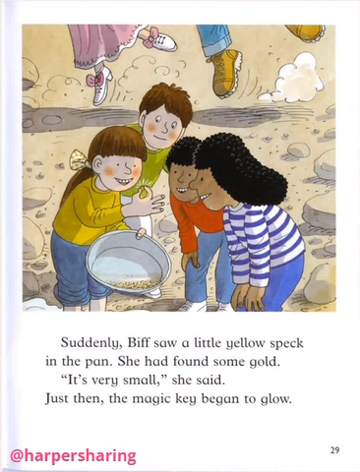 Suddenly, Biff saw a little yellow speck
in the pan. She had found some gold.
"It's very small," she said.
Just then, the magic key began to glow.
29
@harpersharing